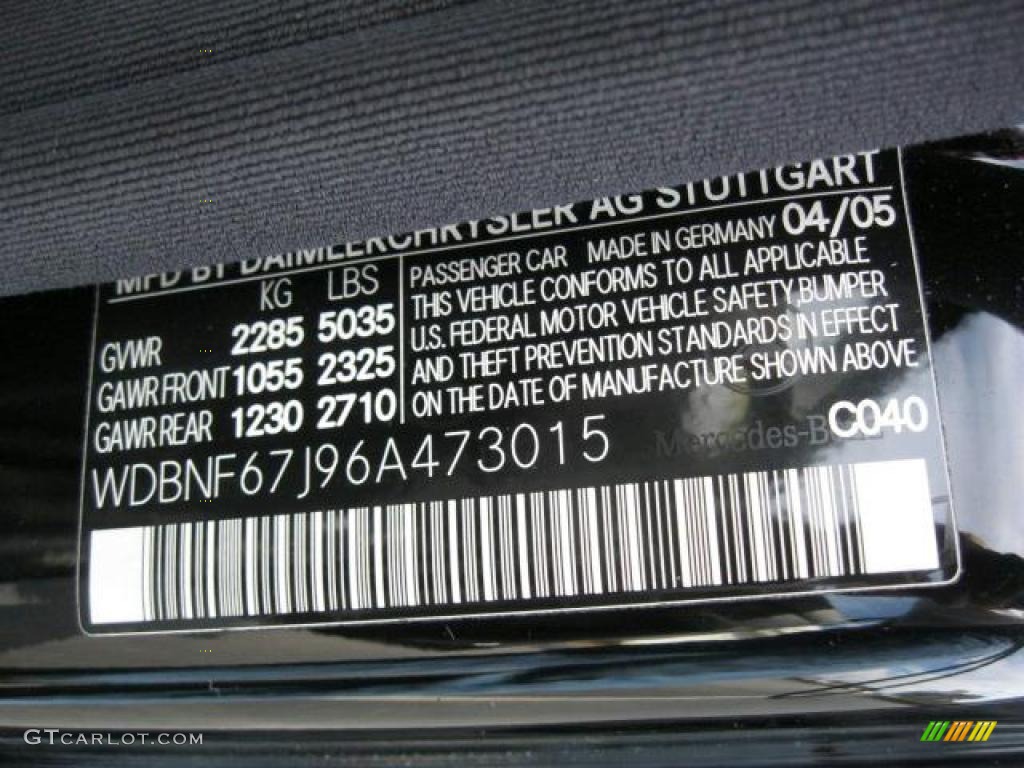 MFD BY DAIMLERCHRYSLER AG STUTTGART
KG LBS
GVWR 2285 5035
GAWR FRONT 1055 2325
GAWR REAR 1230 2710
PASSENGER CAR MADE IN GERMANY 04/05
THIS VEHICLE CONFORMS TO ALL APPLICABLE
U.S. FEDERAL MOTOR VEHICLE SAFETY,BUMPER
AND THEFT PREVENTION STANDARDS IN EFFECT
ON THE DATE OF MANUFACTURE SHOWN ABOVE
Mercedes-Benz C040
WDBNF67J96A473015
GTCARLOT.COM